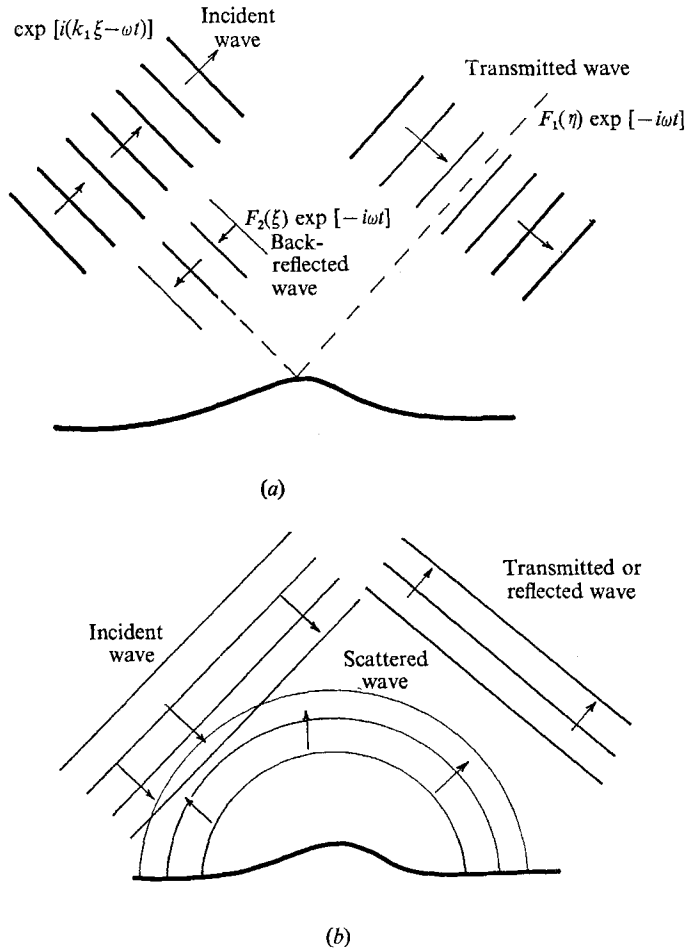 exp [i(k₁ξ−ωt)]
Incident
wave
Transmitted wave
F₁(η) exp [−iωt]
F₂(ξ) exp [−iωt]
Back-
reflected
wave
(a)
Incident
wave
Transmitted or
reflected wave
Scattered
wave
(b)